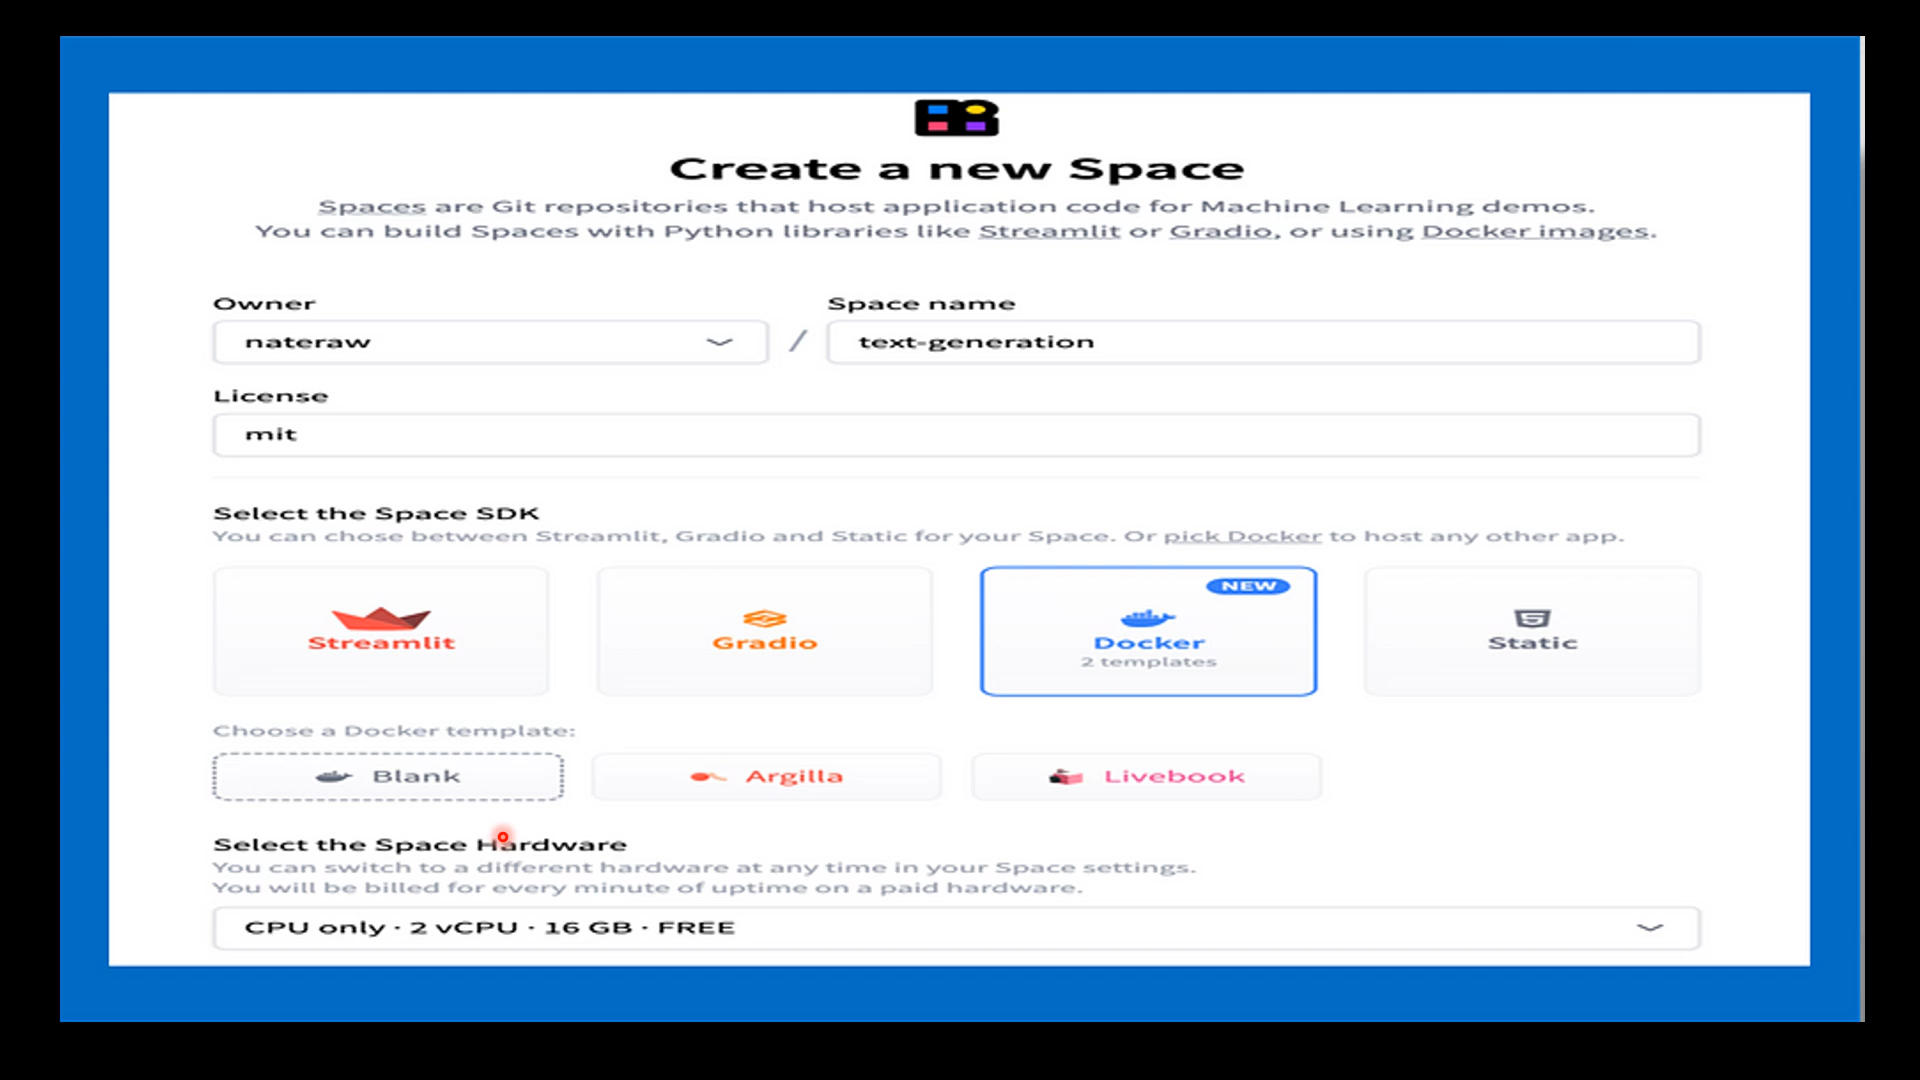 Create a new Space
Spaces are Git repositories that host application code for Machine Learning demos.
You can build Spaces with Python libraries like Streamlit or Gradio, or using Docker images.
Owner
Space name
nateraw
/
text-generation
License
mit
Select the Space SDK
You can chose between Streamlit, Gradio and Static for your Space. Or pick Docker to host any other app.
NEW
Streamlit
Gradio
Docker
Static
2 templates
Choose a Docker template:
Blank
Argilla
Livebook
Select the Space Hardware
You can switch to a different hardware at any time in your Space settings.
You will be billed for every minute of uptime on a paid hardware.
CPU only · 2 vCPU · 16 GB · FREE